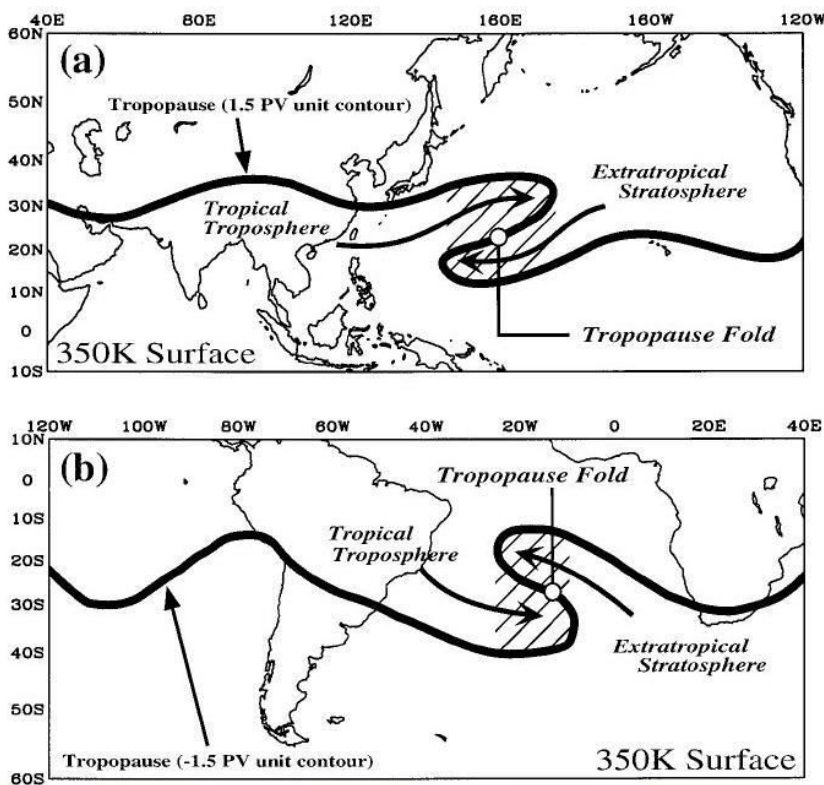 40E 80E 120E 160E 160W 120W
60N
(a)
Tropopause (1.5 PV unit contour)
50N
40N
Extratropical
Stratosphere
30N
Tropical
Troposphere
20N
10N
0
Tropopause Fold
350K Surface
10S
120W 100W 80W 60W 40W 20W 0 20E 40E
10N
(b)
Tropopause Fold
0
10S
Tropical
Troposphere
20S
30S
Extratropical
Stratosphere
40S
50S
Tropopause (-1.5 PV unit contour)
350K Surface
60S